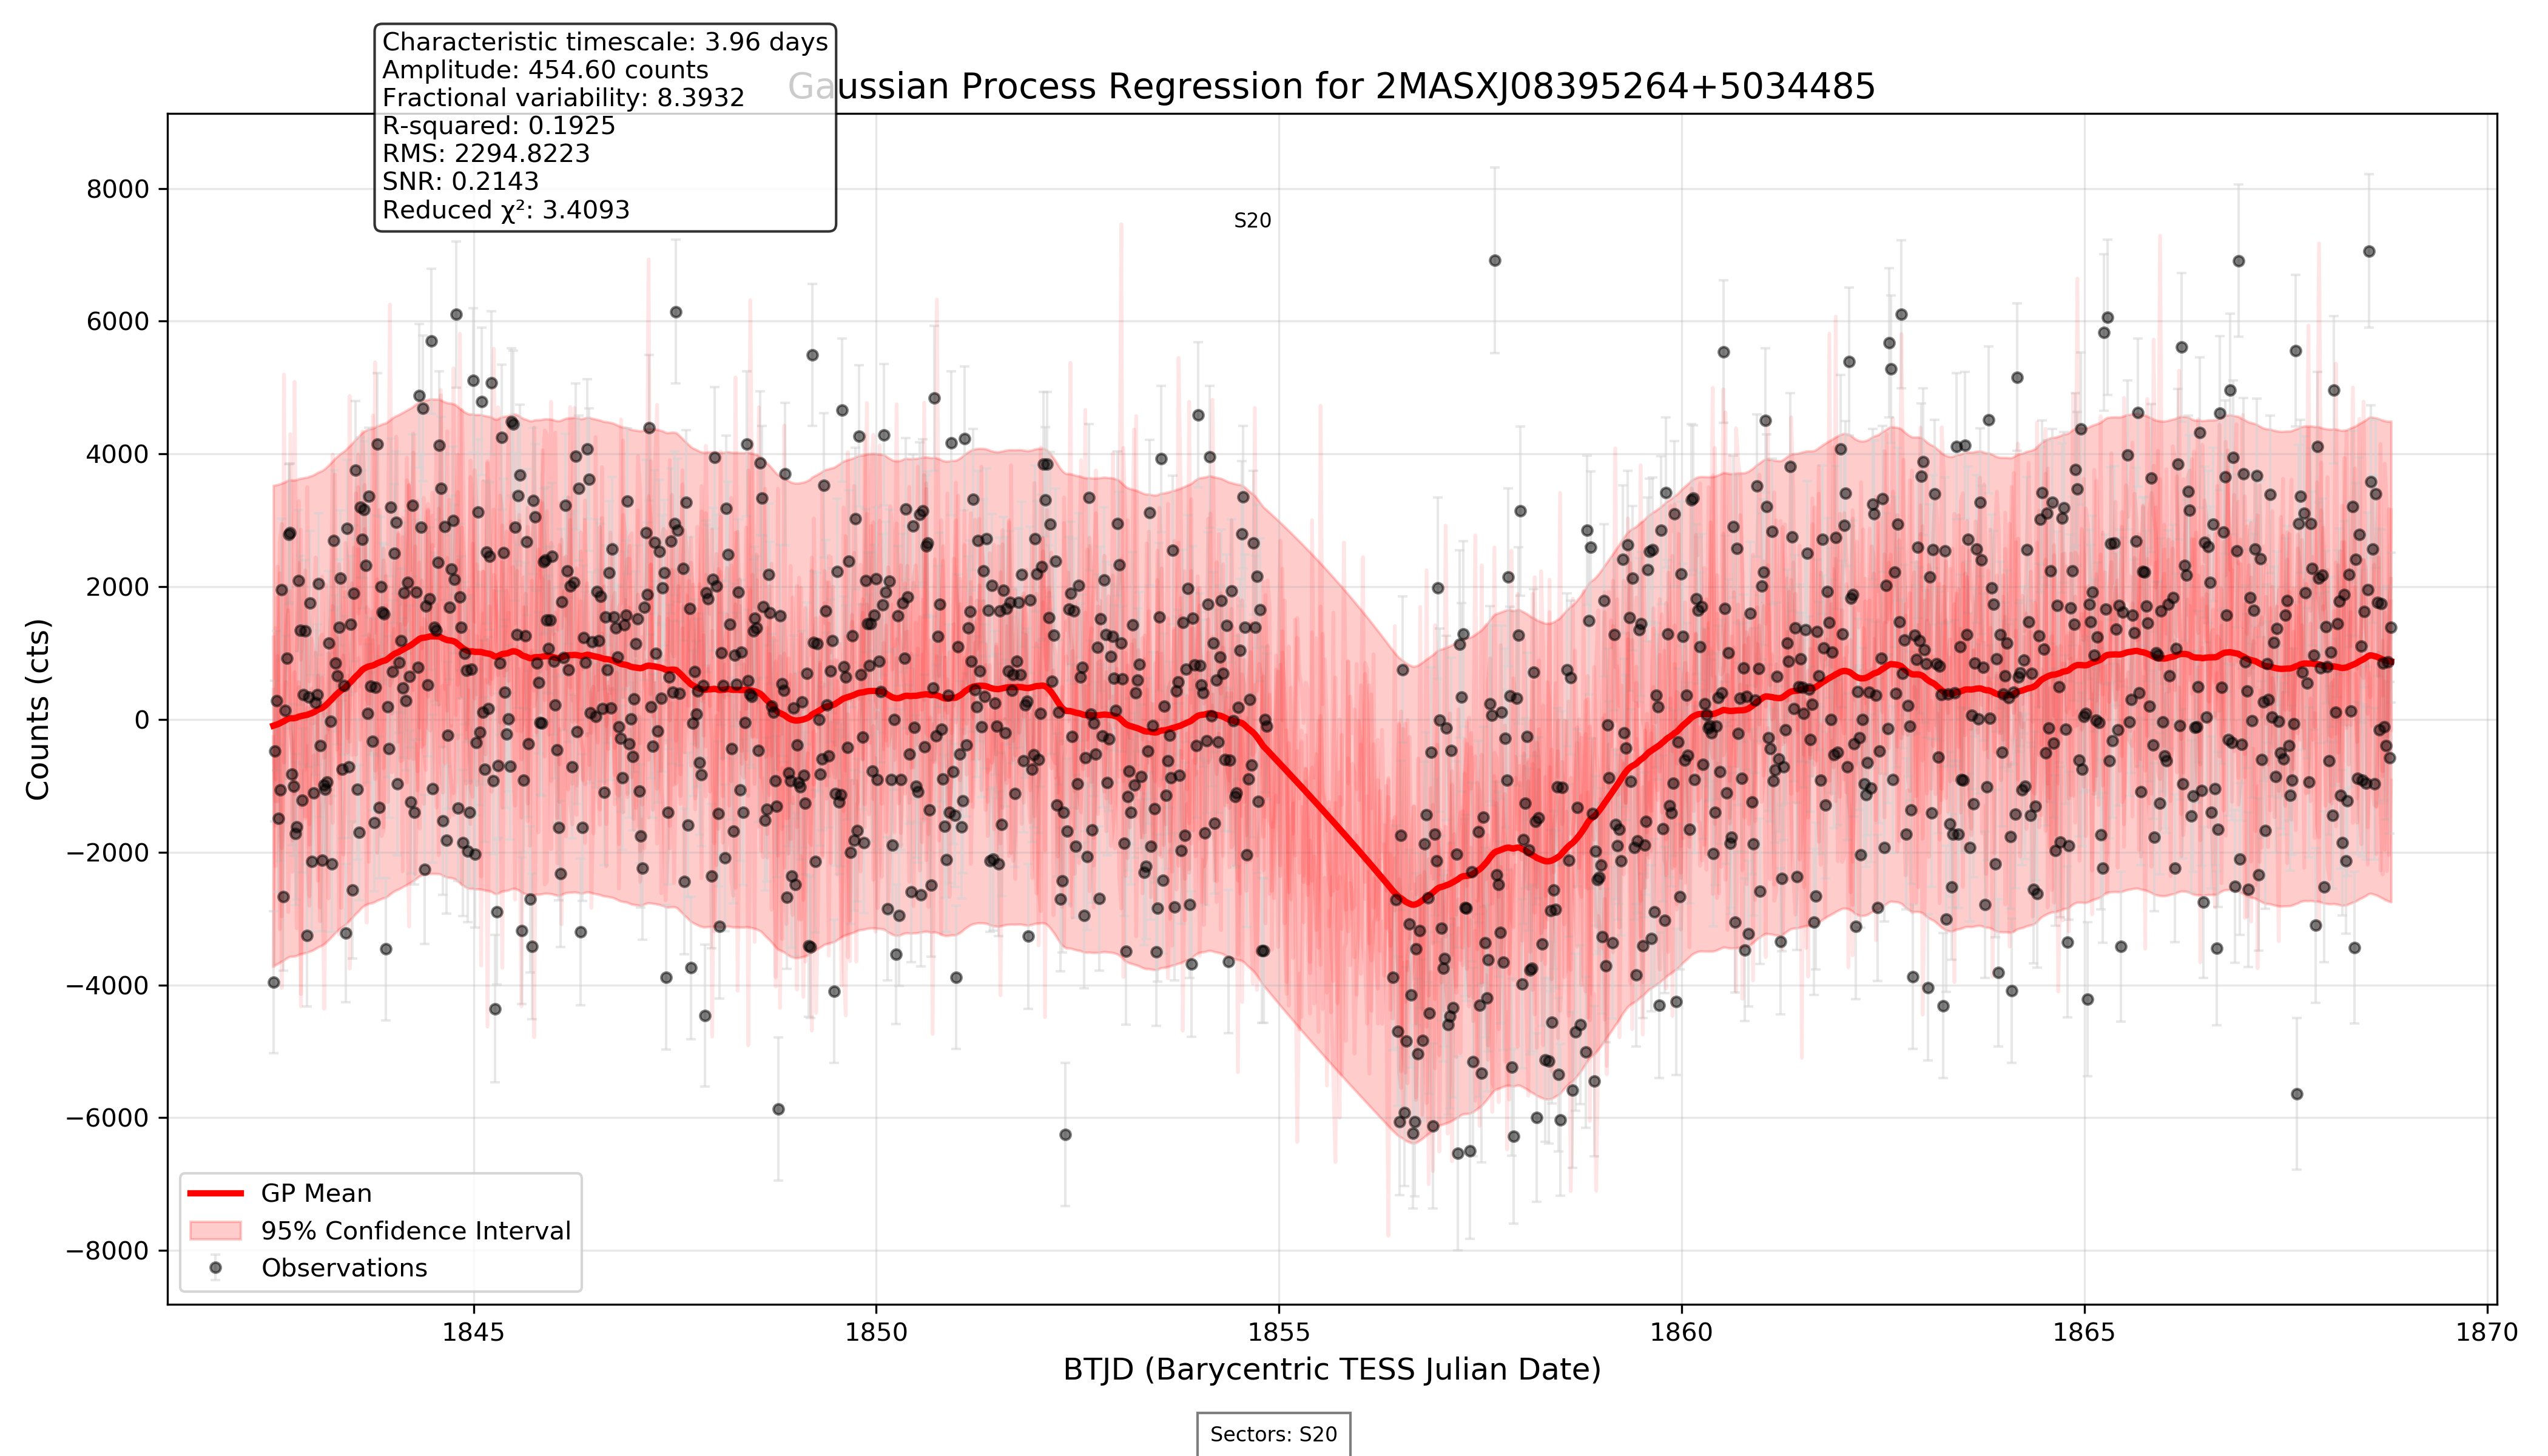 Characteristic timescale: 3.96 days
Amplitude: 454.60 counts
Fractional variability: 8.3932
R-squared: 0.1925
RMS: 2294.8223
SNR: 0.2143
Reduced χ²: 3.4093
Gaussian Process Regression for 2MASXJ08395264+5034485
S20
Counts (cts)
8000
6000
4000
2000
0
−2000
−4000
−6000
−8000
GP Mean
95% Confidence Interval
Observations
1845
1850
1855
1860
1865
1870
BTJD (Barycentric TESS Julian Date)
Sectors: S20